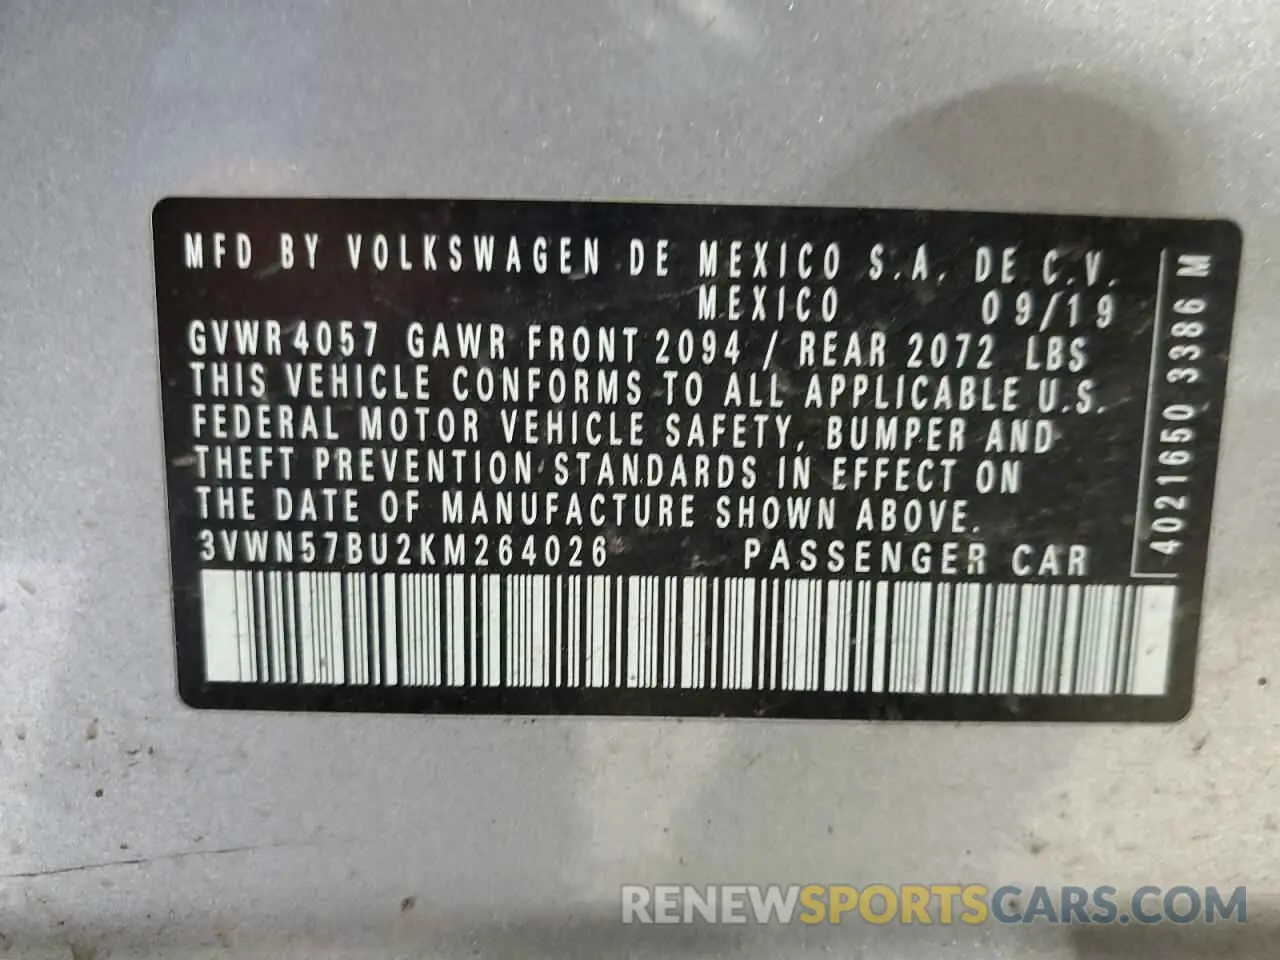 MFD BY VOLKSWAGEN DE MEXICO S.A. DE C.V.
MEXICO 09/19
GVWR 4057 GAWR FRONT 2094 / REAR 2072 LBS
THIS VEHICLE CONFORMS TO ALL APPLICABLE U.S.
FEDERAL MOTOR VEHICLE SAFETY, BUMPER AND
THEFT PREVENTION STANDARDS IN EFFECT ON
THE DATE OF MANUFACTURE SHOWN ABOVE.
3VWN57BU2KM264026 PASSENGER CAR
4021650 3386 M
RENEWSPORTSCARS.COM